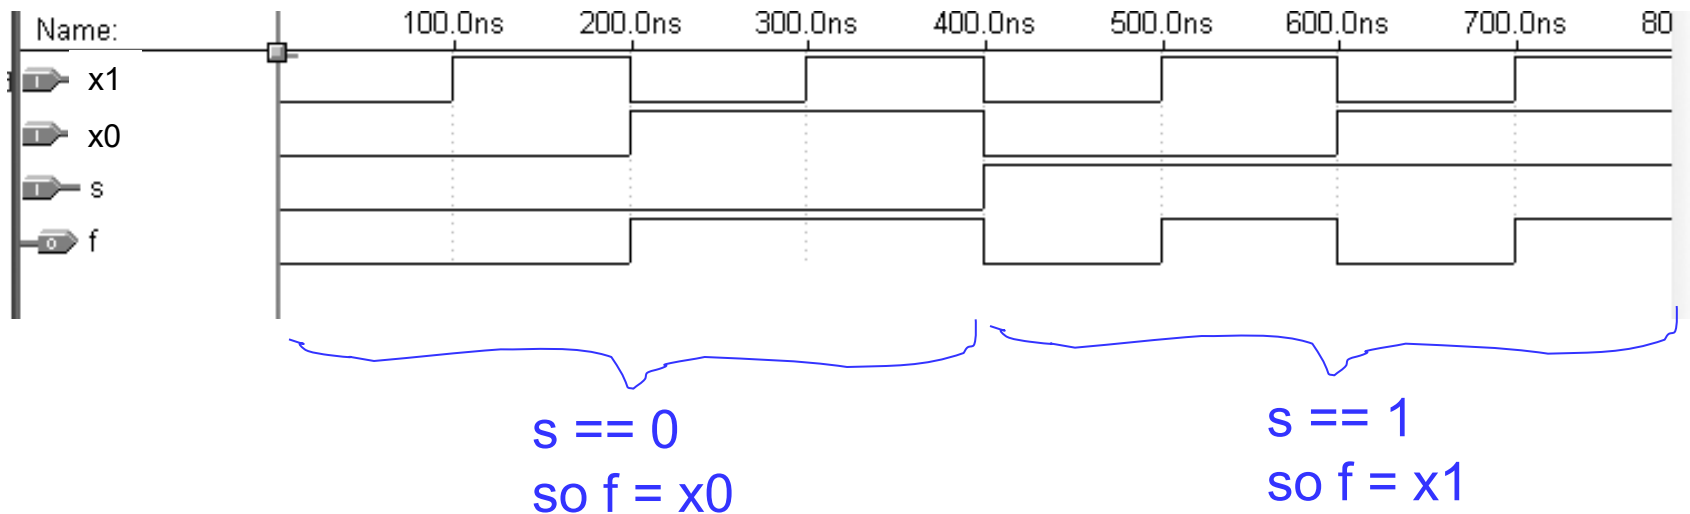 Name:
100.0ns 200.0ns 300.0ns 400.0ns 500.0ns 600.0ns 700.0ns 80
I x1
I x0
I s
O f
s == 0
so f = x0
s == 1
so f = x1